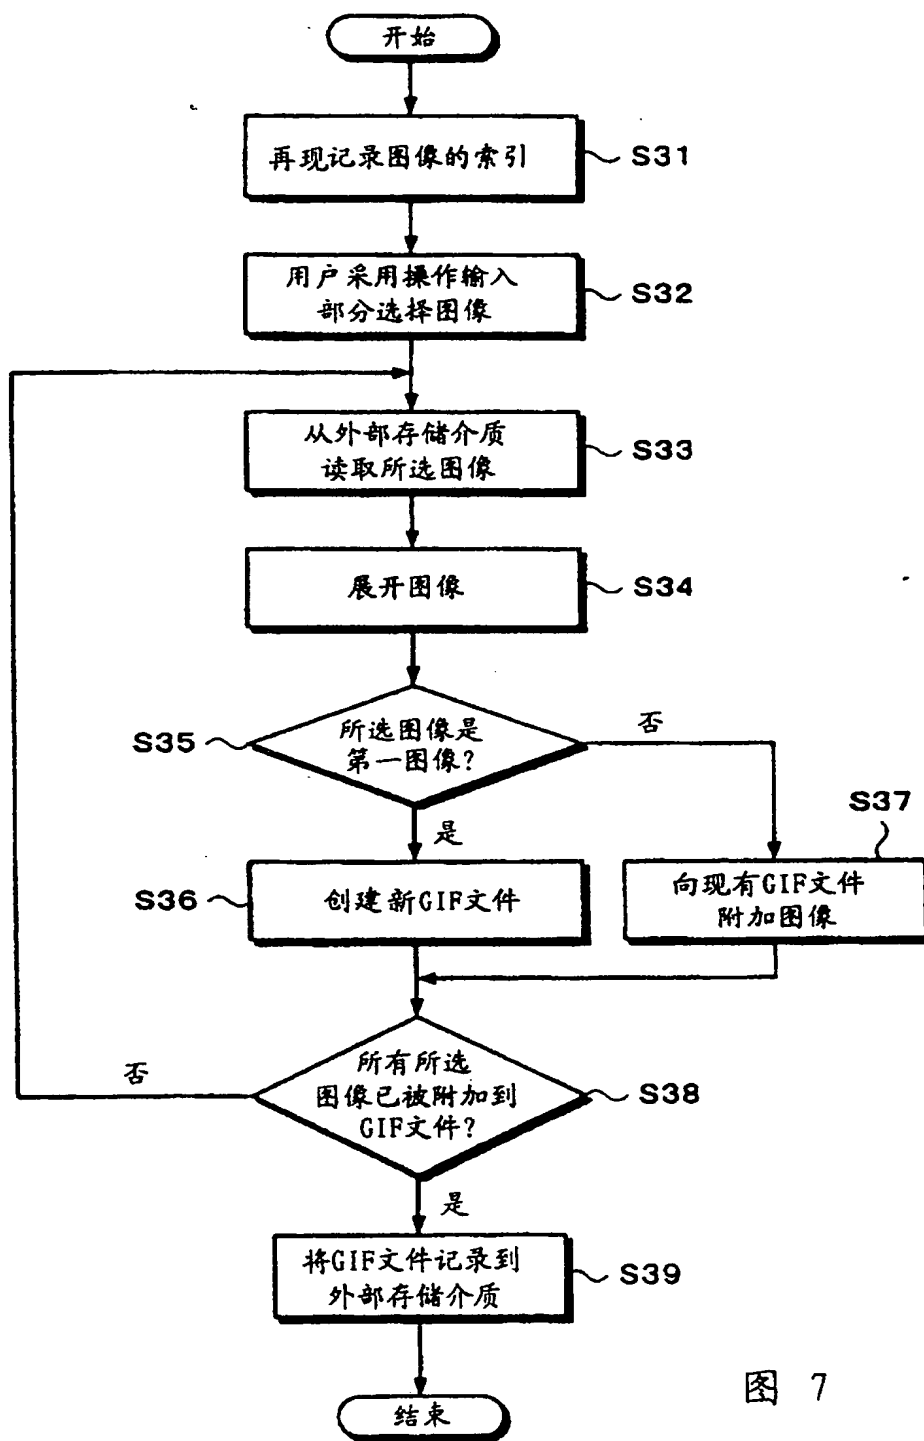 开始
再现记录图像的索引
S31
用户采用操作输入
部分选择图像
S32
从外部存储介质
读取所选图像
S33
展开图像
S34
S35
所选图像是
第一图像?
否
是
S36
创建新GIF文件
S37
向现有GIF文件
附加图像
否
所有所选
图像已被附加到
GIF文件?
S38
是
将GIF文件记录到
外部存储介质
S39
结束
图 7